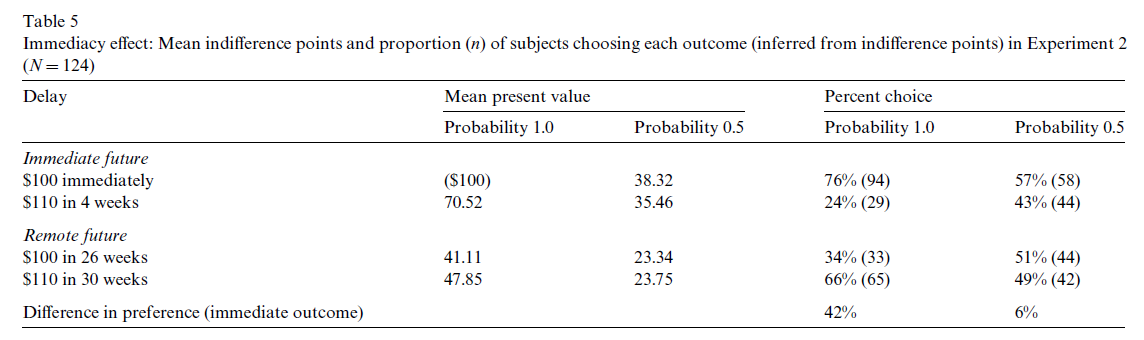 Table 5
Immediacy effect: Mean indifference points and proportion (n) of subjects choosing each outcome (inferred from indifference points) in Experiment 2
(N = 124)
Delay Mean present value Percent choice
Probability 1.0 Probability 0.5 Probability 1.0 Probability 0.5
Immediate future
$100 immediately ($100) 38.32 76% (94) 57% (58)
$110 in 4 weeks 70.52 35.46 24% (29) 43% (44)
Remote future
$100 in 26 weeks 41.11 23.34 34% (33) 51% (44)
$110 in 30 weeks 47.85 23.75 66% (65) 49% (42)
Difference in preference (immediate outcome) 42% 6%